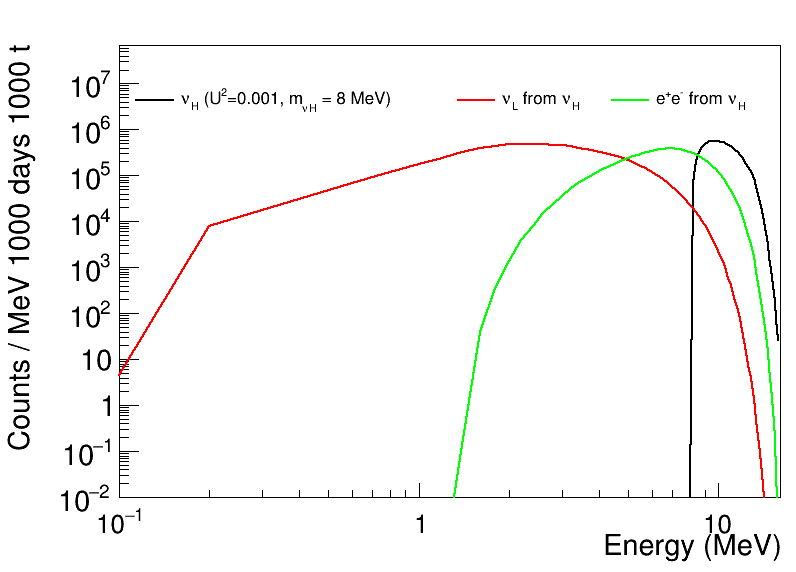 Counts / MeV 1000 days 1000 t
10⁷
10⁶
10⁵
10⁴
10³
10²
10
1
10⁻¹
10⁻²
ν_H (U²=0.001, m_νH = 8 MeV)
ν_L from ν_H
e⁺e⁻ from ν_H
10⁻¹ 1 10
Energy (MeV)